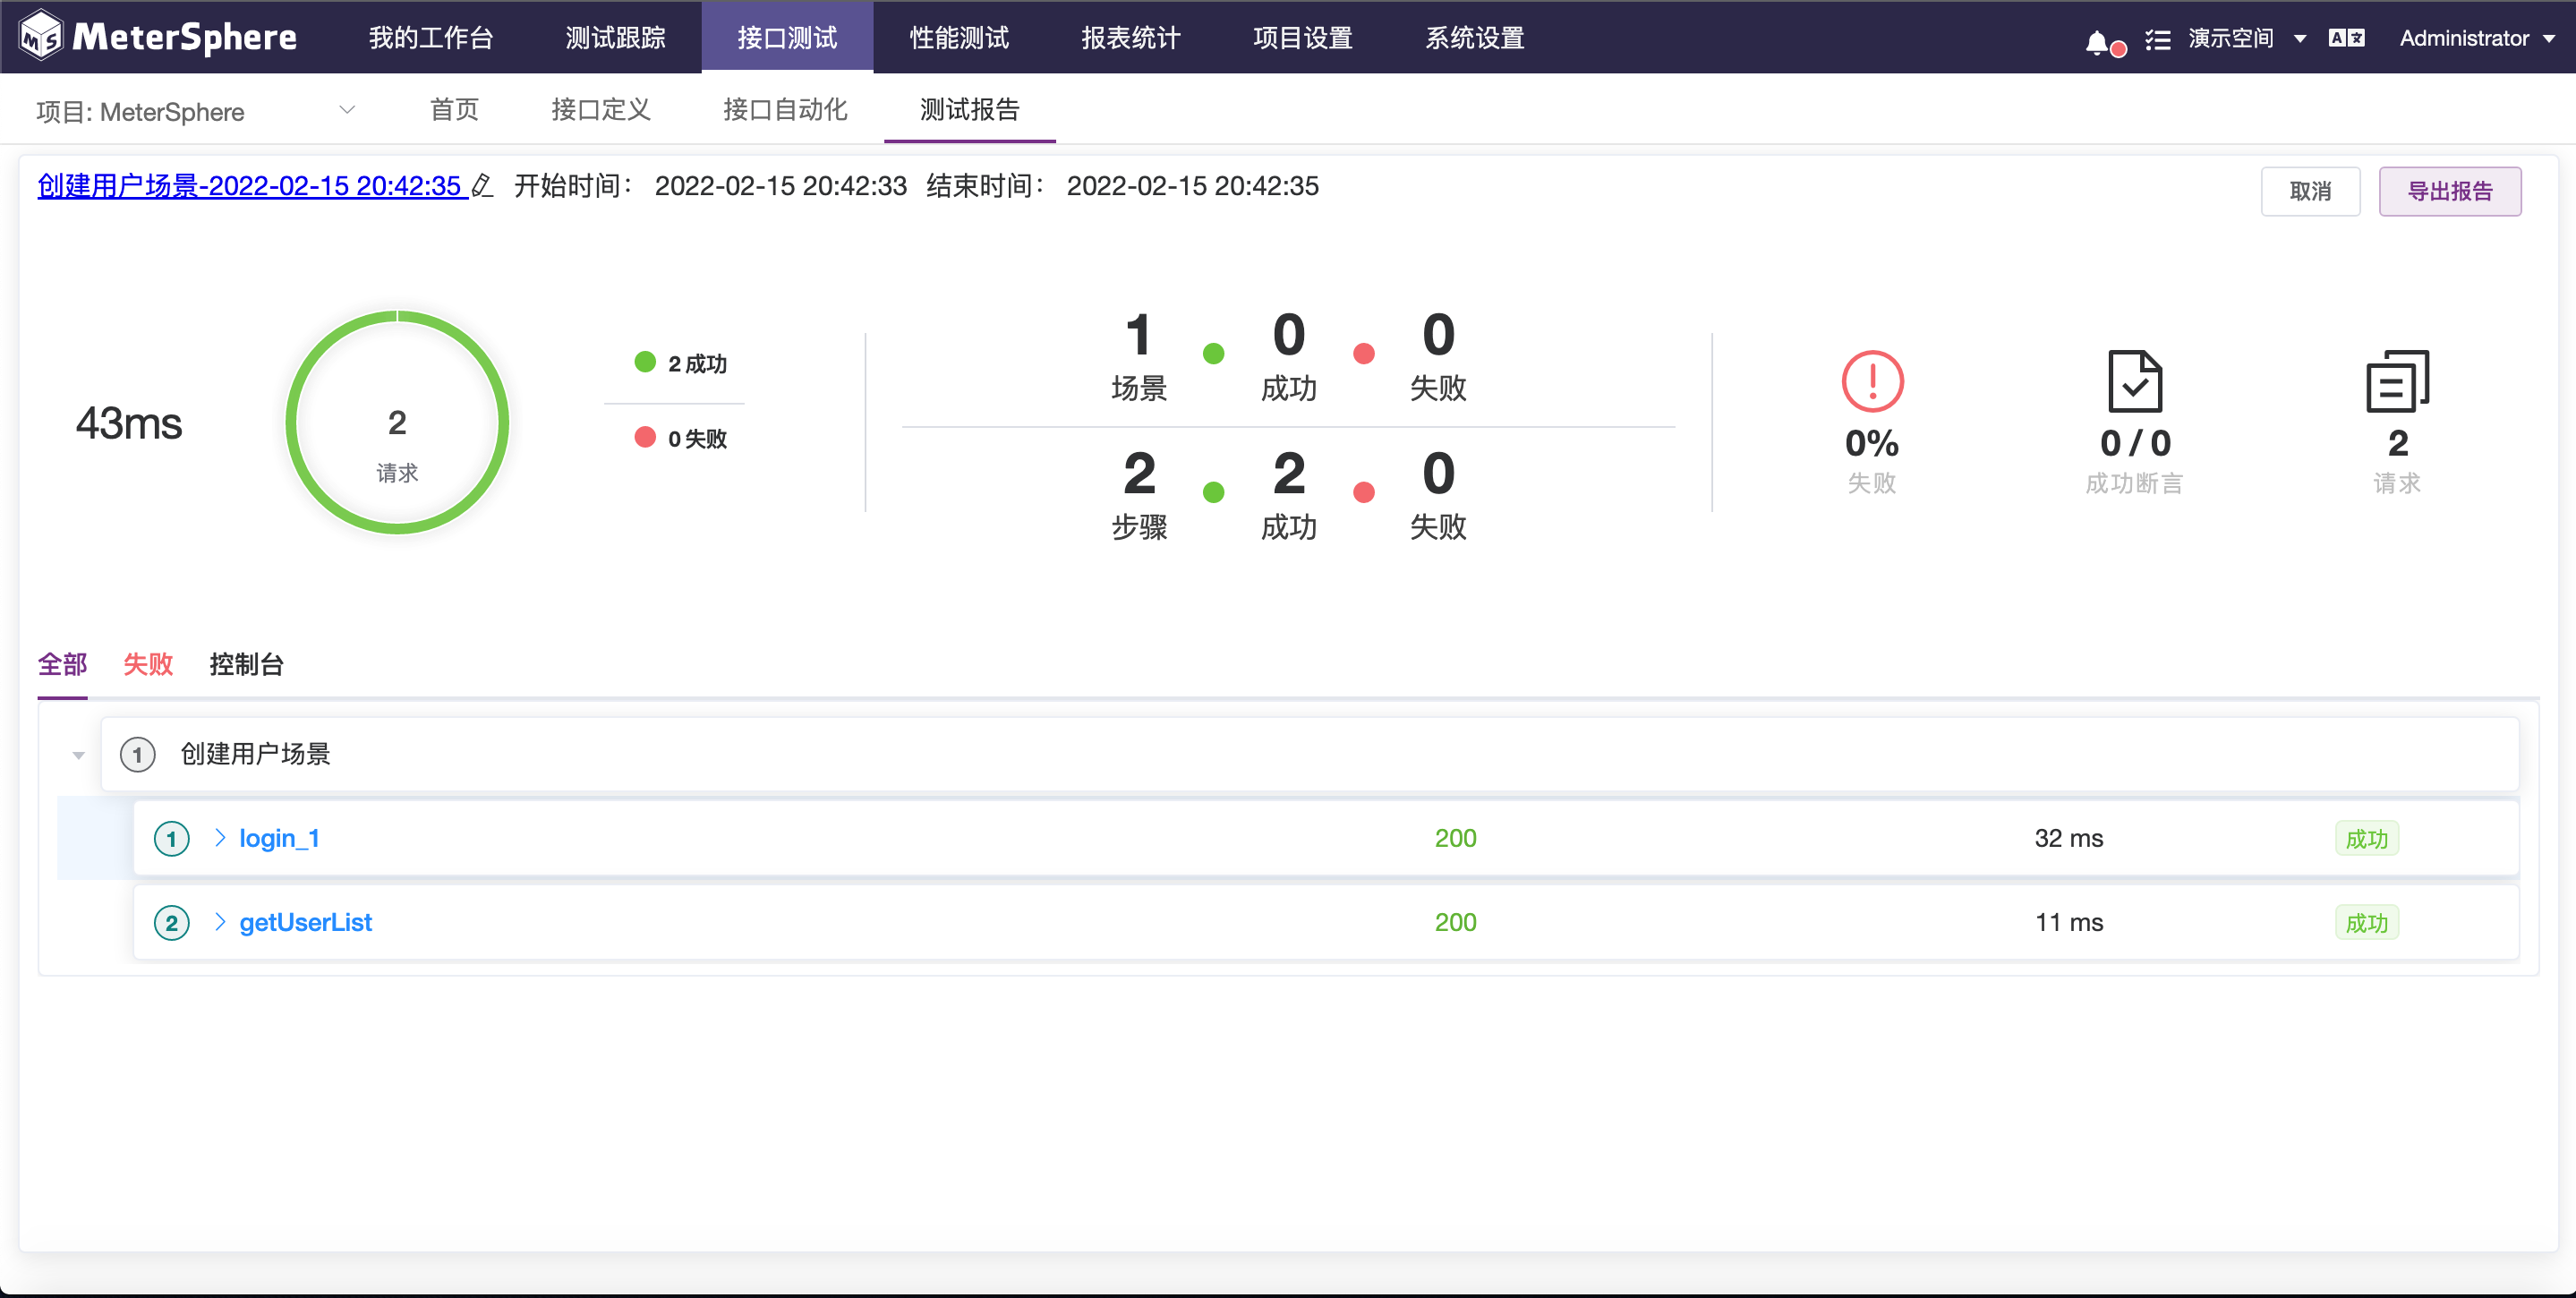 MS MeterSphere 我的工作台 测试跟踪 接口测试 性能测试 报表统计 项目设置 系统设置 演示空间 Administrator
项目: MeterSphere 首页 接口定义 接口自动化 测试报告
创建用户场景-2022-02-15 20:42:35 开始时间： 2022-02-15 20:42:33 结束时间： 2022-02-15 20:42:35 取消 导出报告
43ms
2
请求
2 成功
0 失败
1 0 0
场景 成功 失败
2 2 0
步骤 成功 失败
0% 0 / 0 2
失败 成功断言 请求
全部 失败 控制台
1 创建用户场景
1 login_1 200 32 ms 成功
2 getUserList 200 11 ms 成功